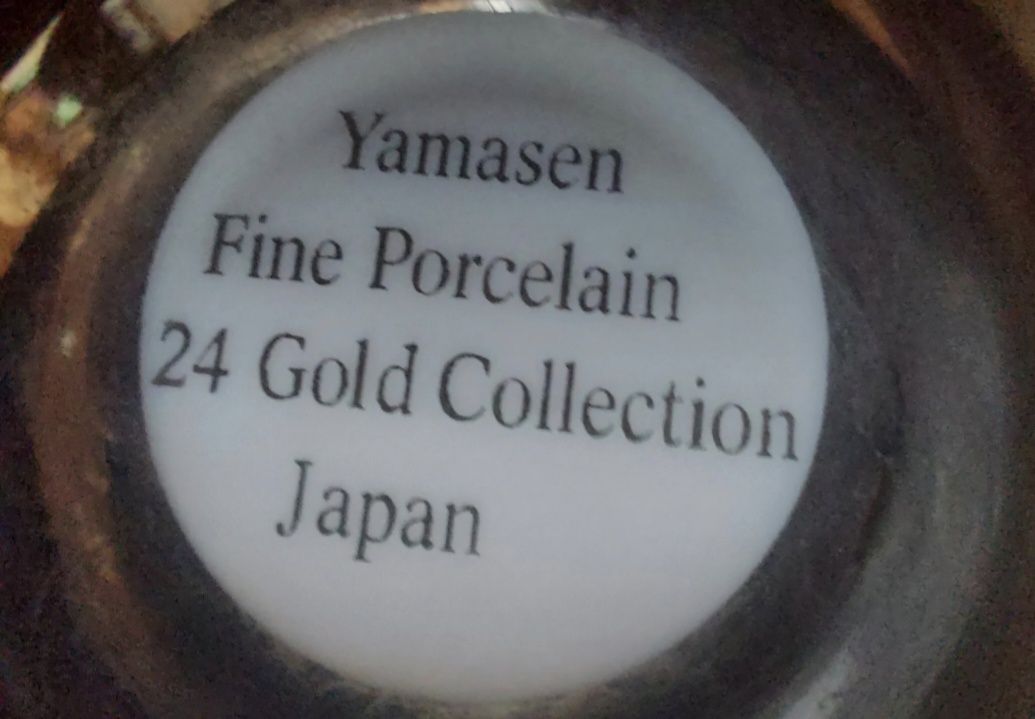 Yamasen
Fine Porcelain
24 Gold Collection
Japan